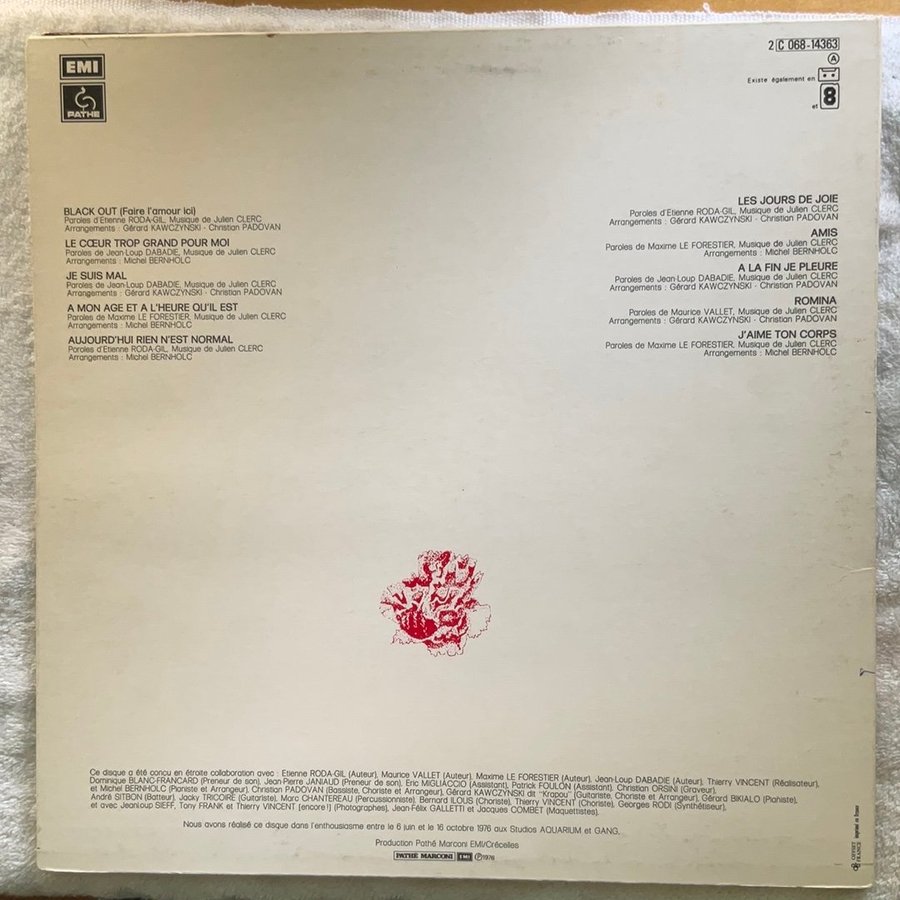 EMI
PATHE
2 C 068-14363
A
Existe également en
et 8
BLACK OUT (Faire l'amour ici)
Paroles d'Etienne RODA-GIL, Musique de Julien CLERC
Arrangements : Gérard KAWCZYNSKI - Christian PADOVAN
LE CŒUR TROP GRAND POUR MOI
Paroles de Jean-Loup DABADIE, Musique de Julien CLERC
Arrangements : Michel BERNHOLC
JE SUIS MAL
Paroles de Jean-Loup DABADIE, Musique de Julien CLERC
Arrangements : Gérard KAWCZYNSKI - Christian PADOVAN
A MON AGE ET A L'HEURE QU'IL EST
Paroles de Maxime LE FORESTIER, Musique de Julien CLERC
Arrangements : Michel BERNHOLC
AUJOURD'HUI RIEN N'EST NORMAL
Paroles d'Etienne RODA-GIL, Musique de Julien CLERC
Arrangements : Michel BERNHOLC
LES JOURS DE JOIE
Paroles d'Etienne RODA-GIL, Musique de Julien CLERC
Arrangements : Gérard KAWCZYNSKI - Christian PADOVAN
AMIS
Paroles de Maxime LE FORESTIER, Musique de Julien CLERC
Arrangements : Michel BERNHOLC
A LA FIN JE PLEURE
Paroles de Jean-Loup DABADIE, Musique de Julien CLERC
Arrangements : Gérard KAWCZYNSKI - Christian PADOVAN
ROMINA
Paroles de Maurice VALLET, Musique de Julien CLERC
Arrangements : Gérard KAWCZYNSKI - Christian PADOVAN
J'AIME TON CORPS
Paroles de Maxime LE FORESTIER, Musique de Julien CLERC
Arrangements : Michel BERNHOLC
Ce disque a été conçu en étroite collaboration avec : Etienne RODA-GIL (Auteur), Maurice VALLET (Auteur), Maxime LE FORESTIER (Auteur), Jean-Loup DABADIE (Auteur), Thierry VINCENT (Réalisateur),
Dominique BLANC-FRANCARD (Preneur de son), Jean-Pierre JANIAUD (Preneur de son), Eric MIGLIACCIO (Assistant), Patrick FOULON (Assistant), Christian ORSINI (Graveur),
et Michel BERNHOLC (Pianiste et Arrangeur), Christian PADOVAN (Bassiste, Choriste et Arrangeur), Gérard KAWCZYNSKI dit "Krapou" (Guitariste, Choriste et Arrangeur), Gérard BIKIALO (Pianiste),
André SITBON (Batteur), Jacky TRICOIRE (Guitariste), Marc CHANTEREAU (Percussionniste), Bernard ILOUS (Choriste), Thierry VINCENT (Choriste), Georges RODI (Synthétiseur),
et avec Jean-Loup SIEFF, Tony FRANK et Thierry VINCENT (encore !) (Photographes), Jean-Félix GALLETTI et Jacques COMBET (Maquettistes).
Nous avons réalisé ce disque dans l'enthousiasme entre le 6 juin et le 16 octobre 1976 aux Studios AQUARIUM et GANG.
Production Pathé Marconi EMI/Crécelles
PATHE MARCONI EMI Ⓟ 1976
OFFSET FRANCE imprimé en France